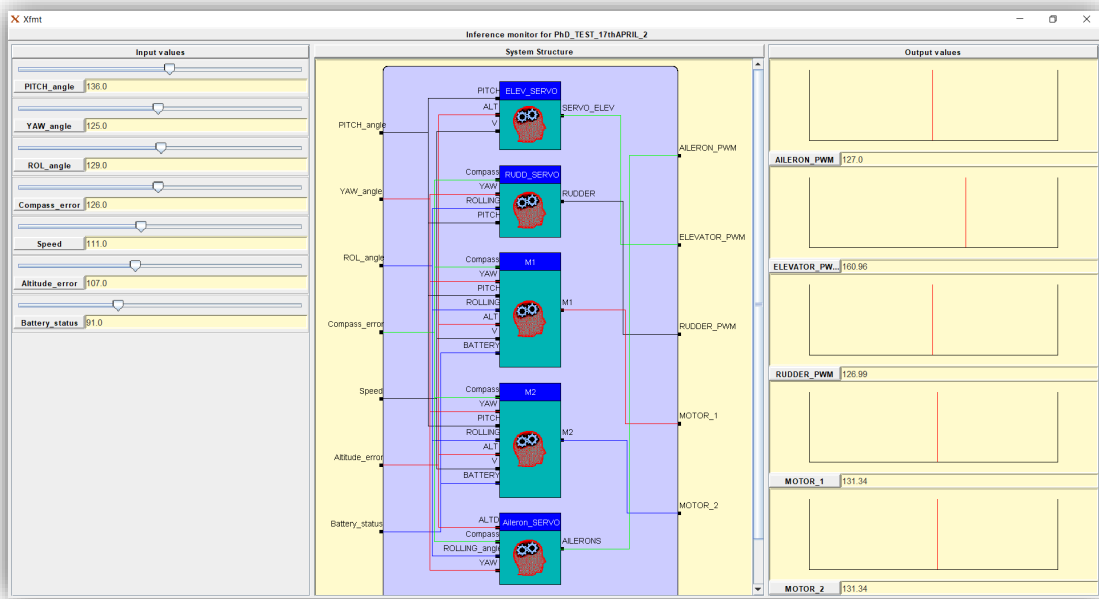 Xfmt
Inference monitor for PhD_TEST_17thAPRIL_2
Input values
PITCH_angle 136.0
YAW_angle 125.0
ROL_angle 129.0
Compass_error 126.0
Speed 111.0
Altitude_error 107.0
Battery_status 91.0
System Structure
PITCH_angle
YAW_angle
ROL_angle
Compass_error
Speed
Altitude_error
Battery_status
PITCH
ALT
V
ELEV_SERVO
SERVO_ELEV
Compass
YAW
ROLLING
PITCH
RUDD_SERVO
RUDDER
Compass
YAW
PITCH
ROLLING
ALT
V
BATTERY
M1
M1
Compass
YAW
PITCH
ROLLING
ALT
V
BATTERY
M2
M2
ALTD
Compass
ROLLING_angl
YAW
Aileron_SERVO
AILERONS
AILERON_PWM
ELEVATOR_PWM
RUDDER_PWM
MOTOR_1
MOTOR_2
Output values
AILERON_PWM 127.0
ELEVATOR_PW... 160.96
RUDDER_PWM 126.99
MOTOR_1 131.34
MOTOR_2 131.34